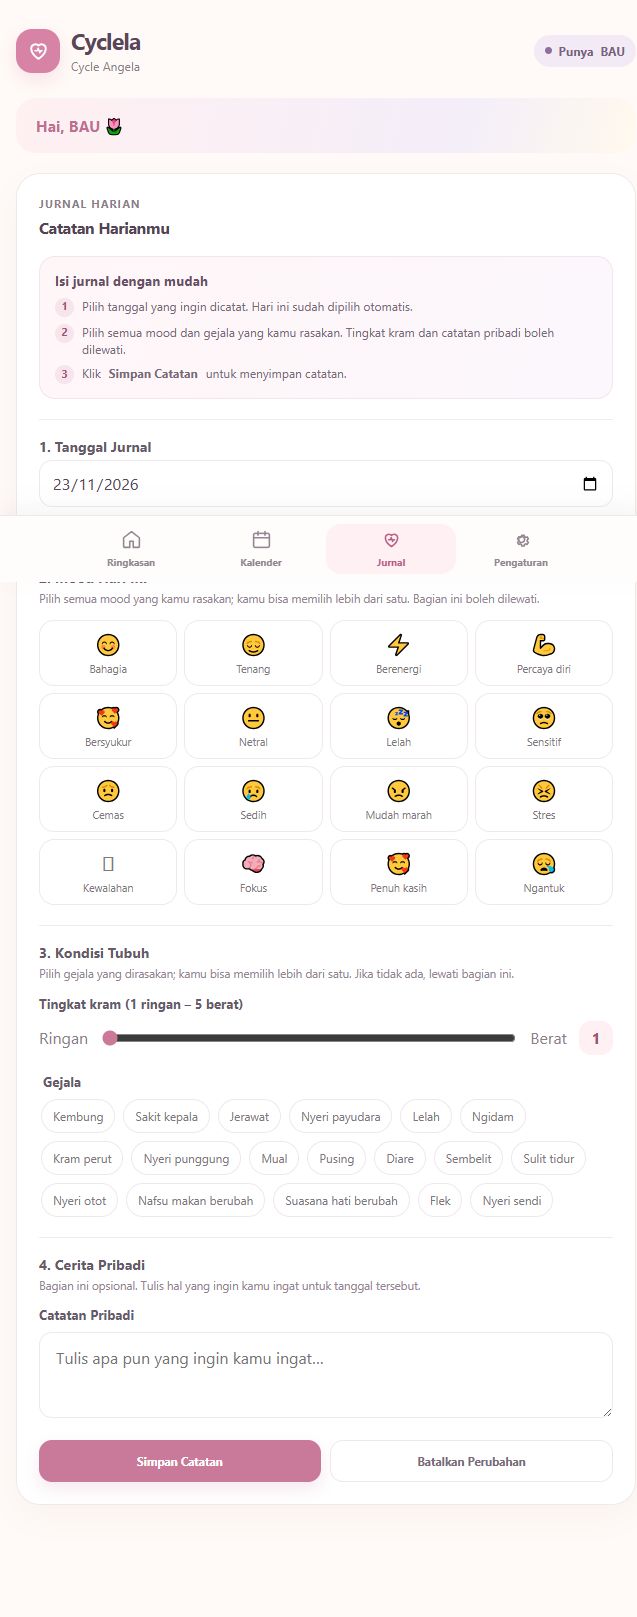 Cyclela
Cycle Angela
Punya BAU
Hai, BAU 🌷
JURNAL HARIAN
Catatan Harianmu
Isi jurnal dengan mudah
1 Pilih tanggal yang ingin dicatat. Hari ini sudah dipilih otomatis.
2 Pilih semua mood dan gejala yang kamu rasakan. Tingkat kram dan catatan pribadi boleh
dilewati.
3 Klik Simpan Catatan untuk menyimpan catatan.
1. Tanggal Jurnal
23/11/2026
Ringkasan
Kalender
Jurnal
Pengaturan
Pilih semua mood yang kamu rasakan; kamu bisa memilih lebih dari satu. Bagian ini boleh dilewati.
Bahagia
Tenang
Berenergi
Percaya diri
Bersyukur
Netral
Lelah
Sensitif
Cemas
Sedih
Mudah marah
Stres
Kewalahan
Fokus
Penuh kasih
Ngantuk
3. Kondisi Tubuh
Pilih gejala yang dirasakan; kamu bisa memilih lebih dari satu. Jika tidak ada, lewati bagian ini.
Tingkat kram (1 ringan – 5 berat)
Ringan
Berat
1
Gejala
Kembung
Sakit kepala
Jerawat
Nyeri payudara
Lelah
Ngidam
Kram perut
Nyeri punggung
Mual
Pusing
Diare
Sembelit
Sulit tidur
Nyeri otot
Nafsu makan berubah
Suasana hati berubah
Flek
Nyeri sendi
4. Cerita Pribadi
Bagian ini opsional. Tulis hal yang ingin kamu ingat untuk tanggal tersebut.
Catatan Pribadi
Tulis apa pun yang ingin kamu ingat...
Simpan Catatan
Batalkan Perubahan